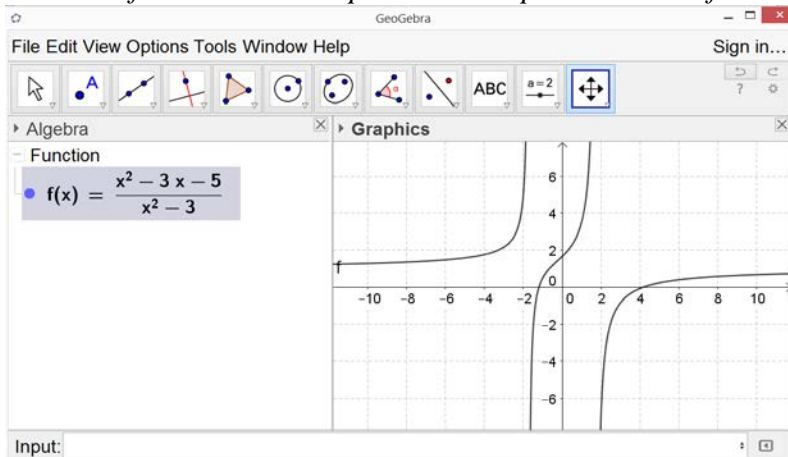 GeoGebra
File Edit View Options Tools Window Help
Sign in...
A
α
ABC
a = 2
?
Algebra
Graphics
Function
f(x) = x² − 3 x − 5 / x² − 3
f
6
4
2
0
−10 −8 −6 −4 −2 0 2 4 6 8 10
−2
−4
−6
Input: